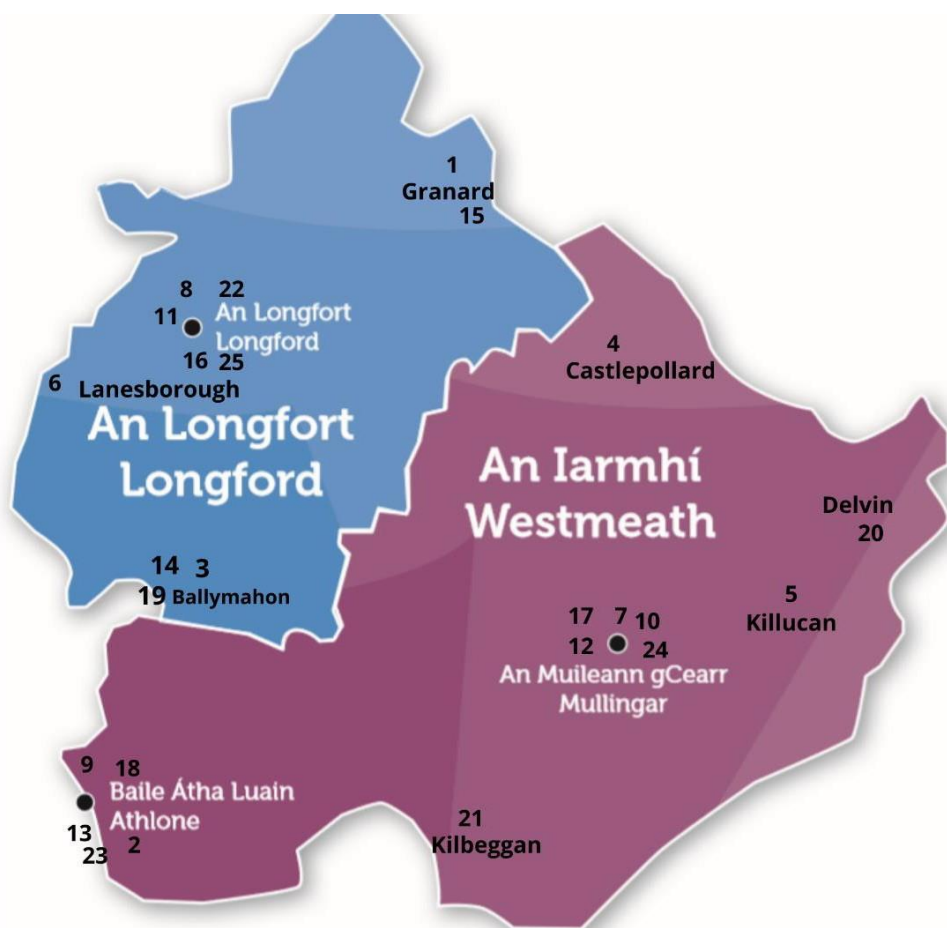 1
Granard
15
8 22
11
An Longfort
Longford
16 25
6 Lanesborough
An Longfort
Longford
4
Castlepollard
An Iarmhí
Westmeath
Delvin
20
14 3
19 Ballymahon
5
Killucan
17 7 10
12 24
An Muileann gCearr
Mullingar
9 18
Baile Átha Luain
Athlone
13 2
23
21
Kilbeggan